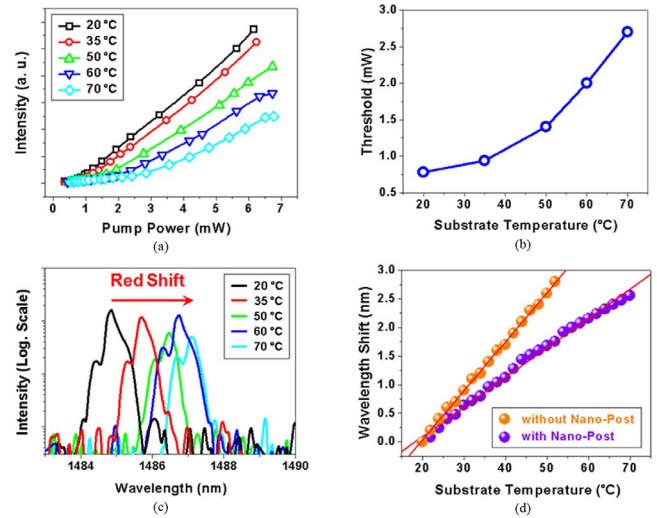 20 °C
35 °C
50 °C
60 °C
70 °C
Intensity (a. u.)
0 1 2 3 4 5 6 7
Pump Power (mW)
(a)
3.0
2.5
2.0
1.5
1.0
0.5
Threshold (mW)
20 30 40 50 60 70
Substrate Temperature (°C)
(b)
Red Shift
20 °C
35 °C
50 °C
60 °C
70 °C
Intensity (Log. Scale)
1484 1486 1488 1490
Wavelength (nm)
(c)
3.0
2.5
2.0
1.5
1.0
0.5
0.0
Wavelength Shift (nm)
without Nano-Post
with Nano-Post
20 30 40 50 60 70
Substrate Temperature (°C)
(d)